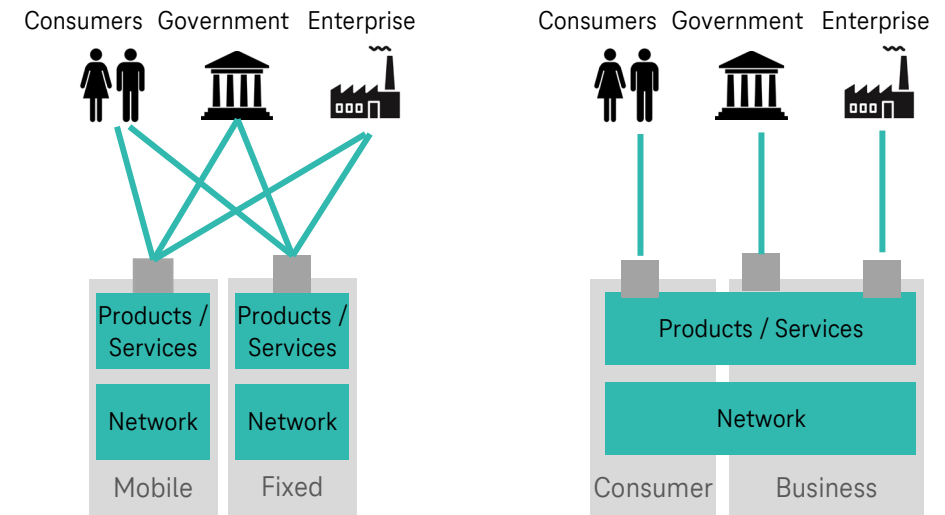 Consumers Government Enterprise
Products /
Services
Products /
Services
Network
Network
Mobile
Fixed
Consumers Government Enterprise
Products / Services
Network
Consumer
Business